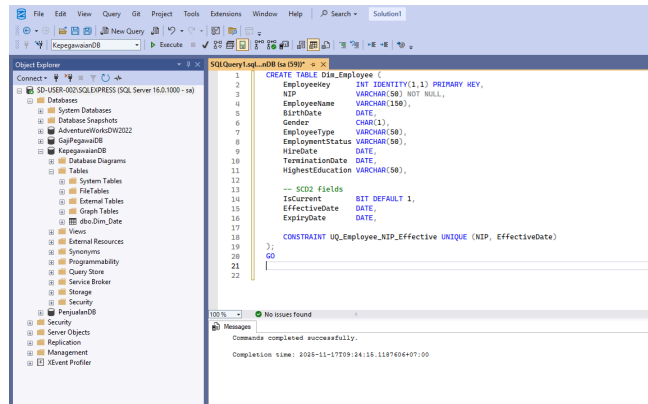 File Edit View Query Git Project Tools Extensions Window Help Search Solution1
New Query
KepegawaianDB Execute
Object Explorer
Connect
SD-USER-002\SQLEXPRESS (SQL Server 16.0.1000 - sa)
Databases
System Databases
Database Snapshots
AdventureWorksDW2022
GajiPegawaiDB
KepegawaianDB
Database Diagrams
Tables
System Tables
FileTables
External Tables
Graph Tables
dbo.Dim_Date
Views
External Resources
Synonyms
Programmability
Query Store
Service Broker
Storage
Security
PenjualanDB
Security
Server Objects
Replication
Management
XEvent Profiler
SQLQuery1.sql...nDB (sa (59))*
1 CREATE TABLE Dim_Employee (
2 EmployeeKey INT IDENTITY(1,1) PRIMARY KEY,
3 NIP VARCHAR(50) NOT NULL,
4 EmployeeName VARCHAR(150),
5 BirthDate DATE,
6 Gender CHAR(1),
7 EmployeeType VARCHAR(50),
8 EmploymentStatus VARCHAR(50),
9 HireDate DATE,
10 TerminationDate DATE,
11 HighestEducation VARCHAR(50),
12
13 -- SCD2 fields
14 IsCurrent BIT DEFAULT 1,
15 EffectiveDate DATE,
16 ExpiryDate DATE,
17
18 CONSTRAINT UQ_Employee_NIP_Effective UNIQUE (NIP, EffectiveDate)
19 );
20 GO
21
22
100 % No issues found
Messages
Commands completed successfully.
Completion time: 2025-11-17T09:24:15.1187606+07:00